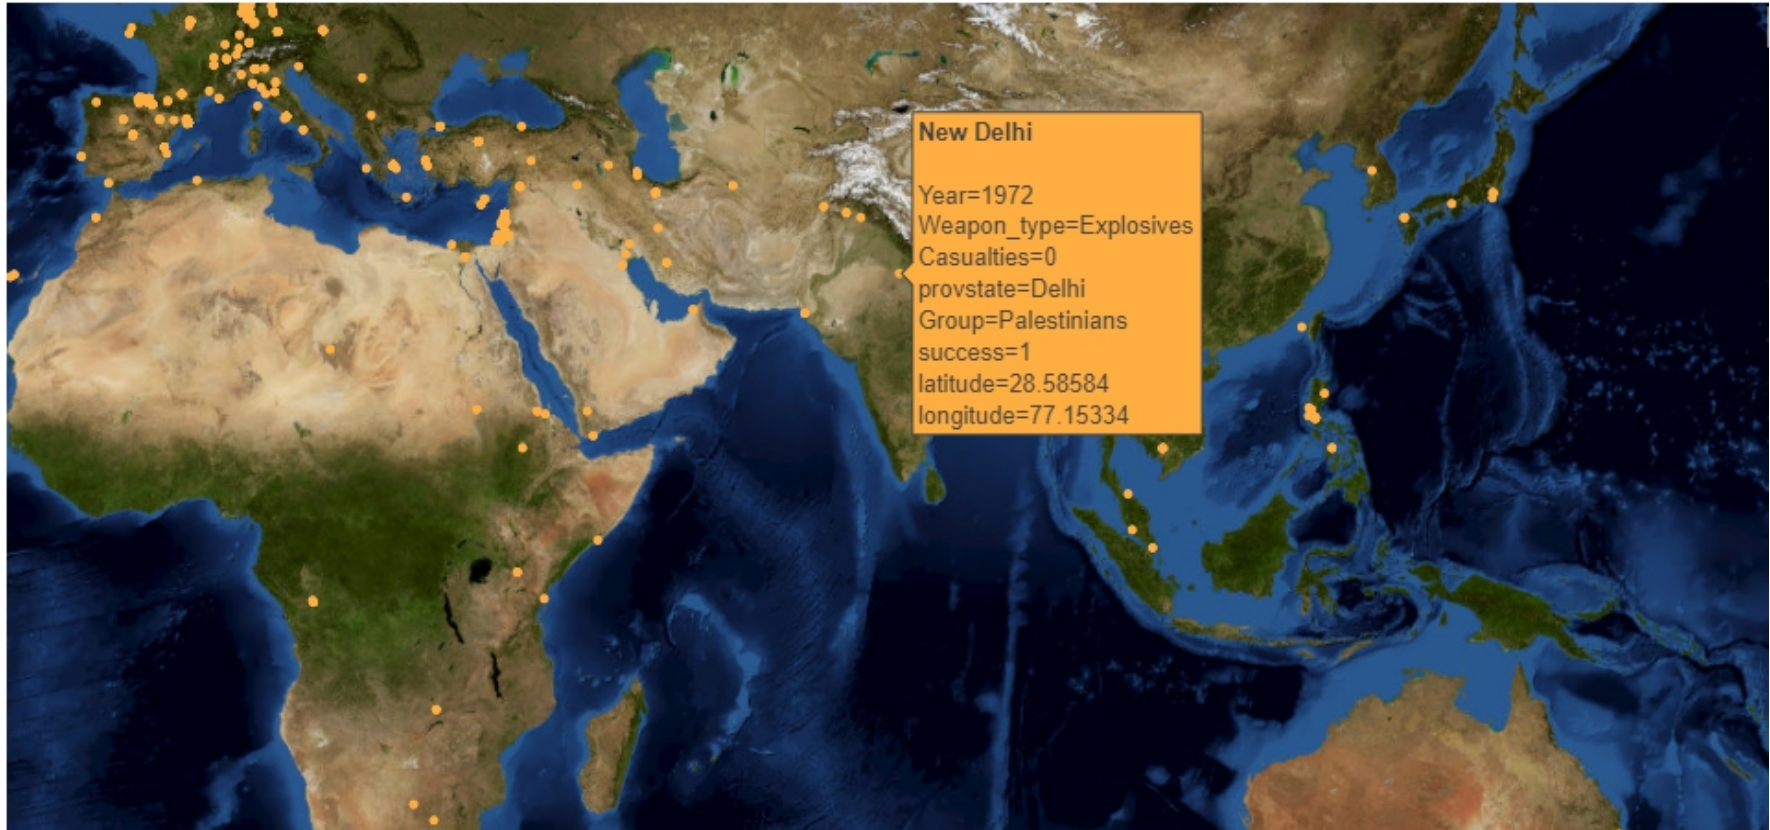 New Delhi
Year=1972
Weapon_type=Explosives
Casualties=0
provstate=Delhi
Group=Palestinians
success=1
latitude=28.58584
longitude=77.15334